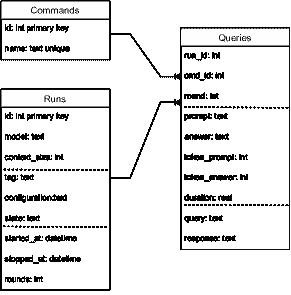 Commands
id: int primary key
name: text unique
Queries
run_id: int
cmd_id: int
round: int
prompt: text
answer: text
token_prompt: int
token_answer: int
duration: real
query: text
response: text
Runs
id: int primary key
model: text
context_size: int
tag: text
configuration:text
state: text
started_at: datetime
stopped_at: datetime
rounds: int